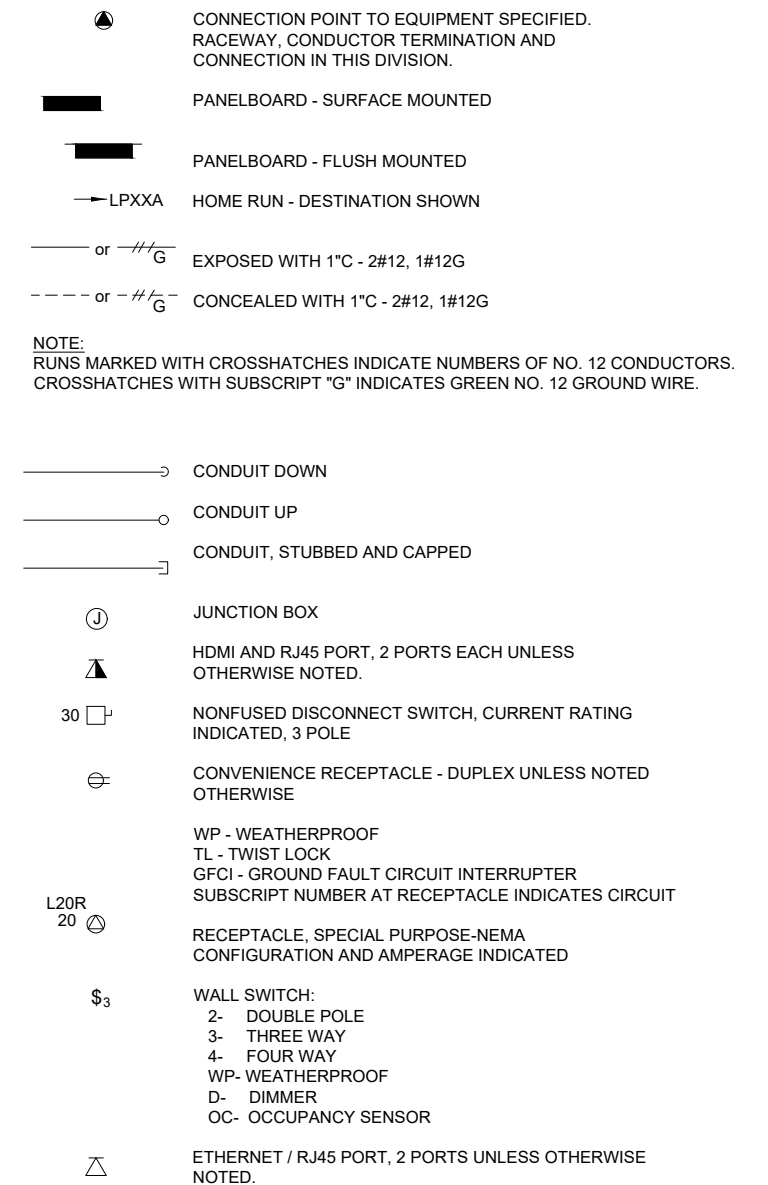 CONNECTION POINT TO EQUIPMENT SPECIFIED.
RACEWAY, CONDUCTOR TERMINATION AND
CONNECTION IN THIS DIVISION.
PANELBOARD - SURFACE MOUNTED
PANELBOARD - FLUSH MOUNTED
LPXXA HOME RUN - DESTINATION SHOWN
or G EXPOSED WITH 1"C - 2#12, 1#12G
or G CONCEALED WITH 1"C - 2#12, 1#12G
NOTE:
RUNS MARKED WITH CROSSHATCHES INDICATE NUMBERS OF NO. 12 CONDUCTORS.
CROSSHATCHES WITH SUBSCRIPT "G" INDICATES GREEN NO. 12 GROUND WIRE.
CONDUIT DOWN
CONDUIT UP
CONDUIT, STUBBED AND CAPPED
J JUNCTION BOX
HDMI AND RJ45 PORT, 2 PORTS EACH UNLESS
OTHERWISE NOTED.
30 NONFUSED DISCONNECT SWITCH, CURRENT RATING
INDICATED, 3 POLE
CONVENIENCE RECEPTACLE - DUPLEX UNLESS NOTED
OTHERWISE
WP - WEATHERPROOF
TL - TWIST LOCK
GFCI - GROUND FAULT CIRCUIT INTERRUPTER
SUBSCRIPT NUMBER AT RECEPTACLE INDICATES CIRCUIT
L20R
20
RECEPTACLE, SPECIAL PURPOSE-NEMA
CONFIGURATION AND AMPERAGE INDICATED
$3 WALL SWITCH:
2- DOUBLE POLE
3- THREE WAY
4- FOUR WAY
WP- WEATHERPROOF
D- DIMMER
OC- OCCUPANCY SENSOR
ETHERNET / RJ45 PORT, 2 PORTS UNLESS OTHERWISE
NOTED.